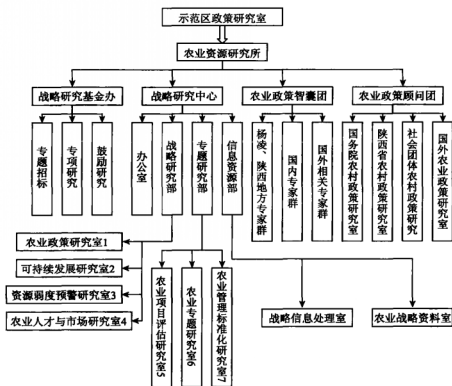 示范区政策研究室
农业资源研究所
战略研究基金办
战略研究中心
农业政策智囊团
农业政策顾问团
专题招标
专项研究
鼓励研究
办公室
战略研究部
专题研究部
信息资源部
杨凌、陕西地方专家群
国内专家群
国外相关专家群
国务院农村政策研究室
陕西省农村政策研究室
社会团体农村政策研究
国外农业政策研究室
农业政策研究室1
可持续发展研究室2
资源弱度预警研究室3
农业人才与市场研究室4
农业项目评估研究室5
农业专题研究室6
农业管理标准化研究室7
战略信息处理室
农业战略资料室